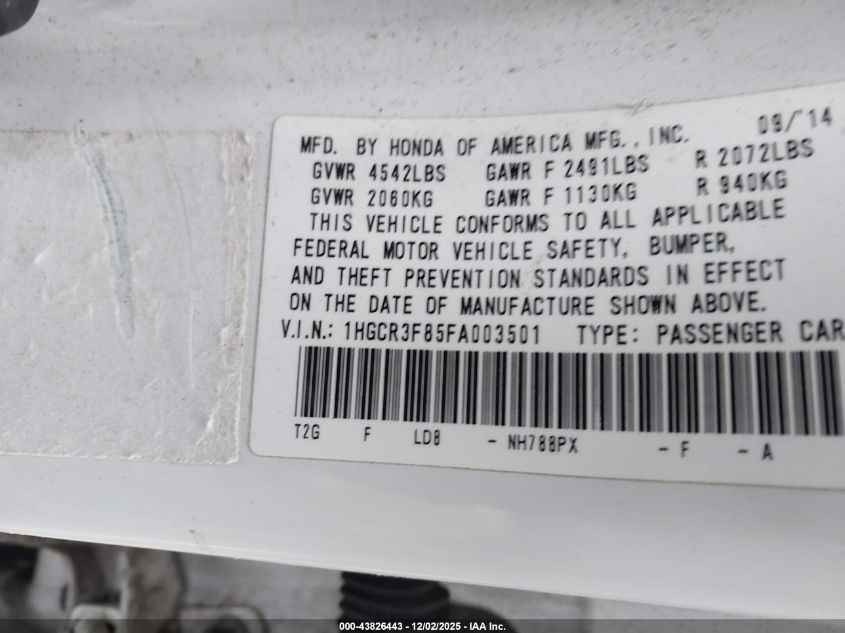 09/14
MFD. BY HONDA OF AMERICA MFG., INC.
GVWR 4542LBS GAWR F 2491LBS R 2072LBS
GVWR 2060KG GAWR F 1130KG R 940KG
THIS VEHICLE CONFORMS TO ALL APPLICABLE
FEDERAL MOTOR VEHICLE SAFETY, BUMPER,
AND THEFT PREVENTION STANDARDS IN EFFECT
ON THE DATE OF MANUFACTURE SHOWN ABOVE.
V.I.N.: 1HGCR3F85FA003501 TYPE: PASSENGER CAR
T2G F LD8 - NH788PX - F - A
000-43826443 - 12/02/2025 - IAA Inc.